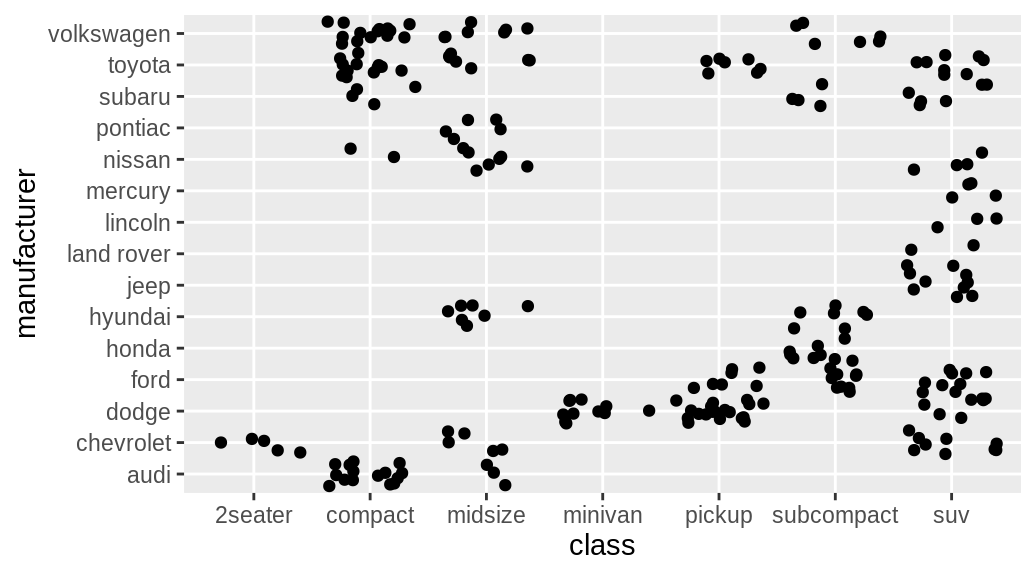 volkswagen
toyota
subaru
pontiac
nissan
mercury
lincoln
land rover
jeep
hyundai
honda
ford
dodge
chevrolet
audi
manufacturer
2seater compact midsize minivan pickup subcompact suv
class